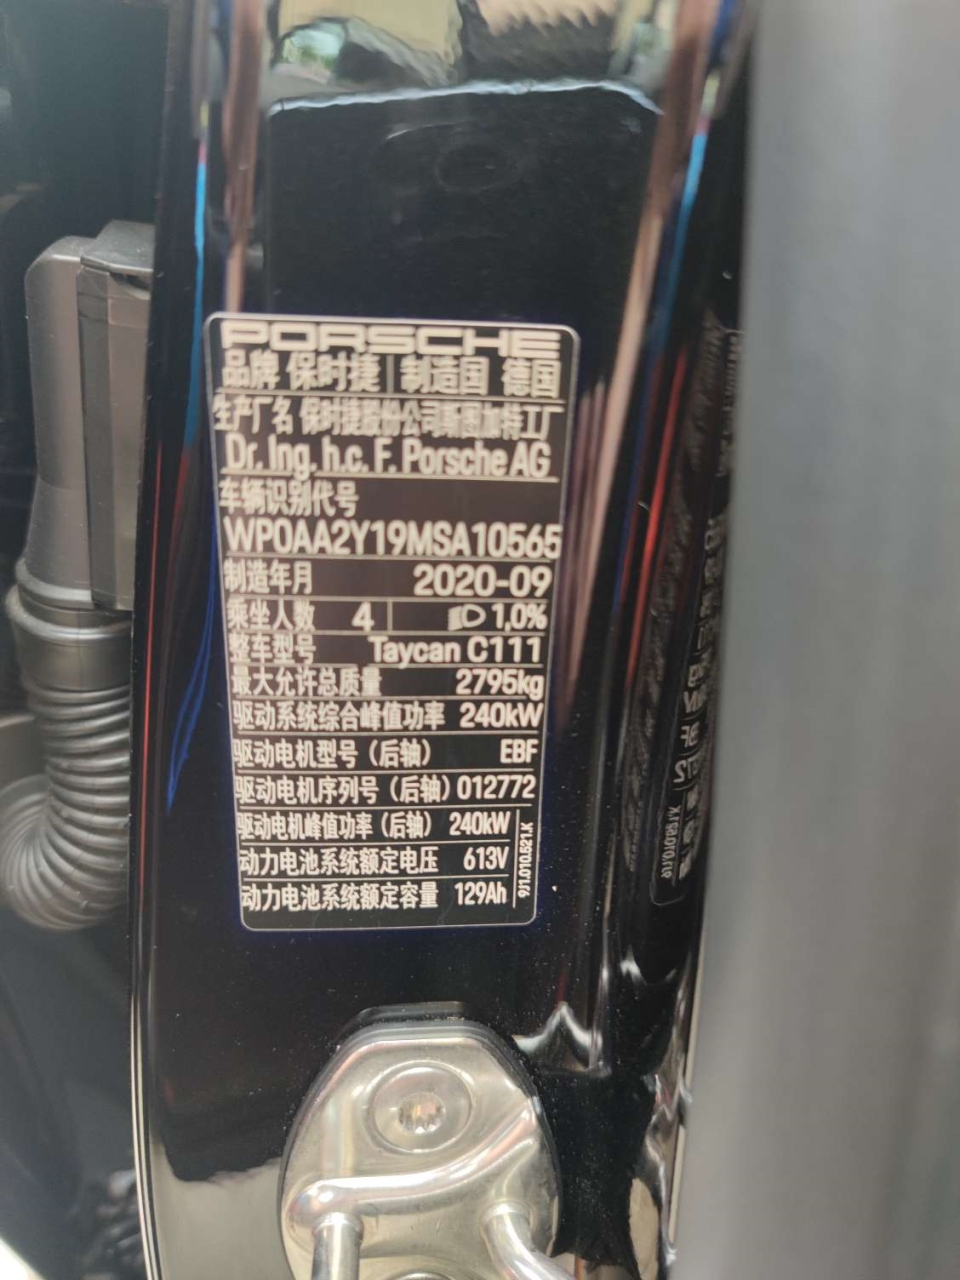 PORSCHE
品牌 保时捷 制造国 德国
生产厂名 保时捷股份公司斯图加特工厂
Dr. Ing. h.c. F. Porsche AG
车辆识别代号
WP0AA2Y19MSA10565
制造年月 2020-09
乘坐人数 4 1,0%
整车型号 Taycan C111
最大允许总质量 2795kg
驱动系统综合峰值功率 240kW
驱动电机型号（后轴） EBF
驱动电机序列号（后轴）012772
驱动电机峰值功率（后轴） 240kW
动力电池系统额定电压 613V
动力电池系统额定容量 129Ah
9J1.010.621.K